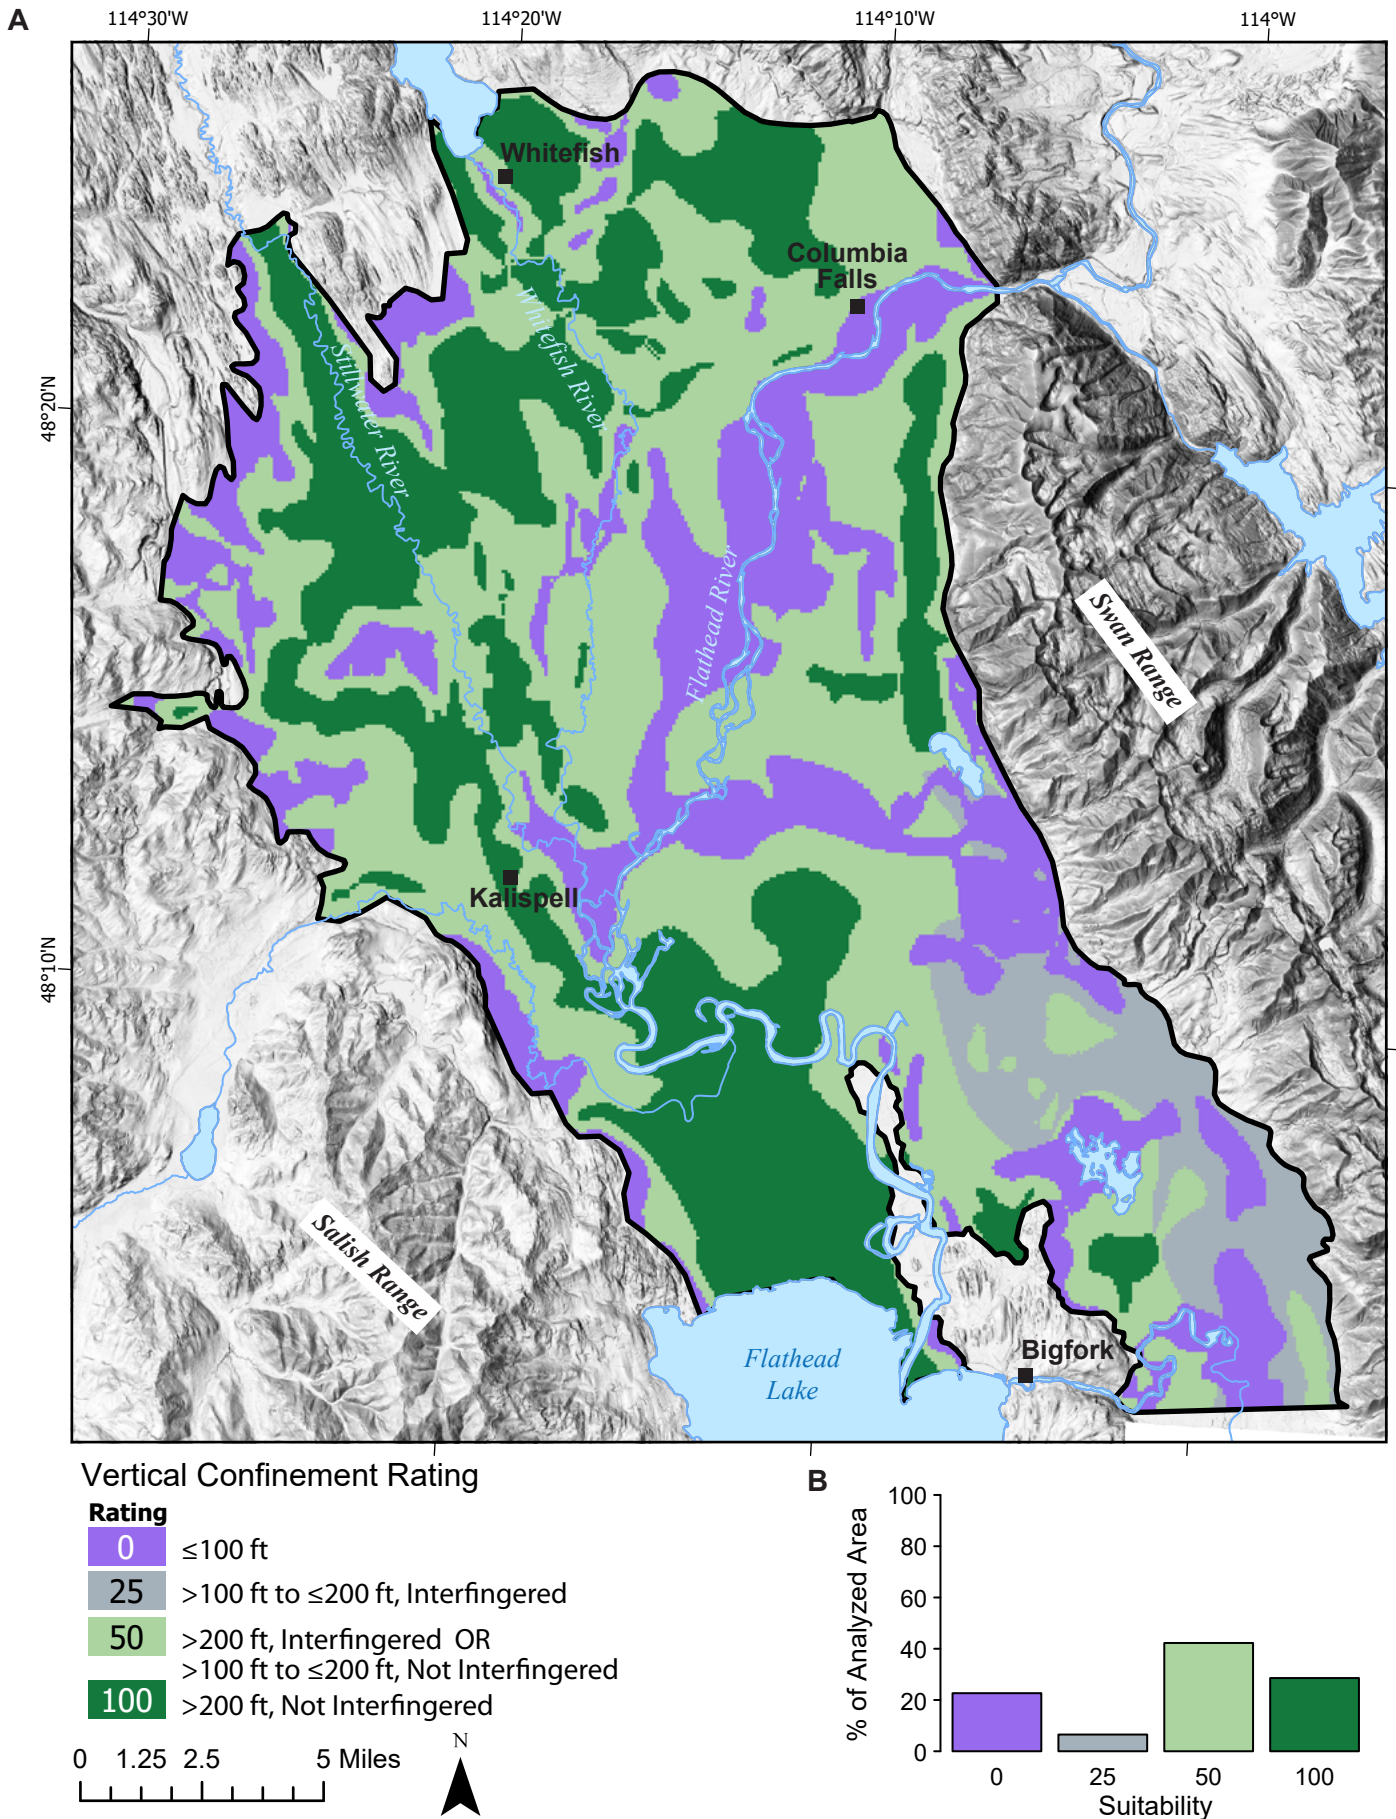 A
114°30'W
114°20'W
114°10'W
114°W
48°20'N
48°10'N
Whitefish
Columbia
Falls
Whitefish River
Stillwater River
Flathead River
Swan Range
Kalispell
Salish Range
Bigfork
Flathead
Lake
Vertical Confinement Rating
Rating
0 ≤100 ft
25 >100 ft to ≤200 ft, Interfingered
50 >200 ft, Interfingered OR
>100 ft to ≤200 ft, Not Interfingered
100 >200 ft, Not Interfingered
0 1.25 2.5 5 Miles
N
B
% of Analyzed Area
100
80
60
40
20
0
0 25 50 100
Suitability